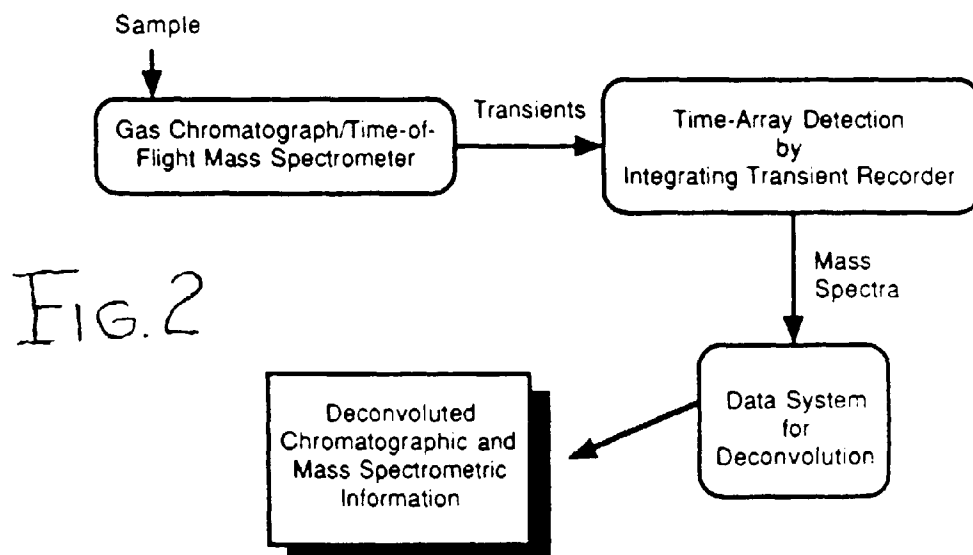 Sample
Gas Chromatograph/Time-of-
Flight Mass Spectrometer
Transients
Time-Array Detection
by
Integrating Transient Recorder
Mass
Spectra
FIG. 2
Data System
for
Deconvolution
Deconvoluted
Chromatographic and
Mass Spectrometric
Information